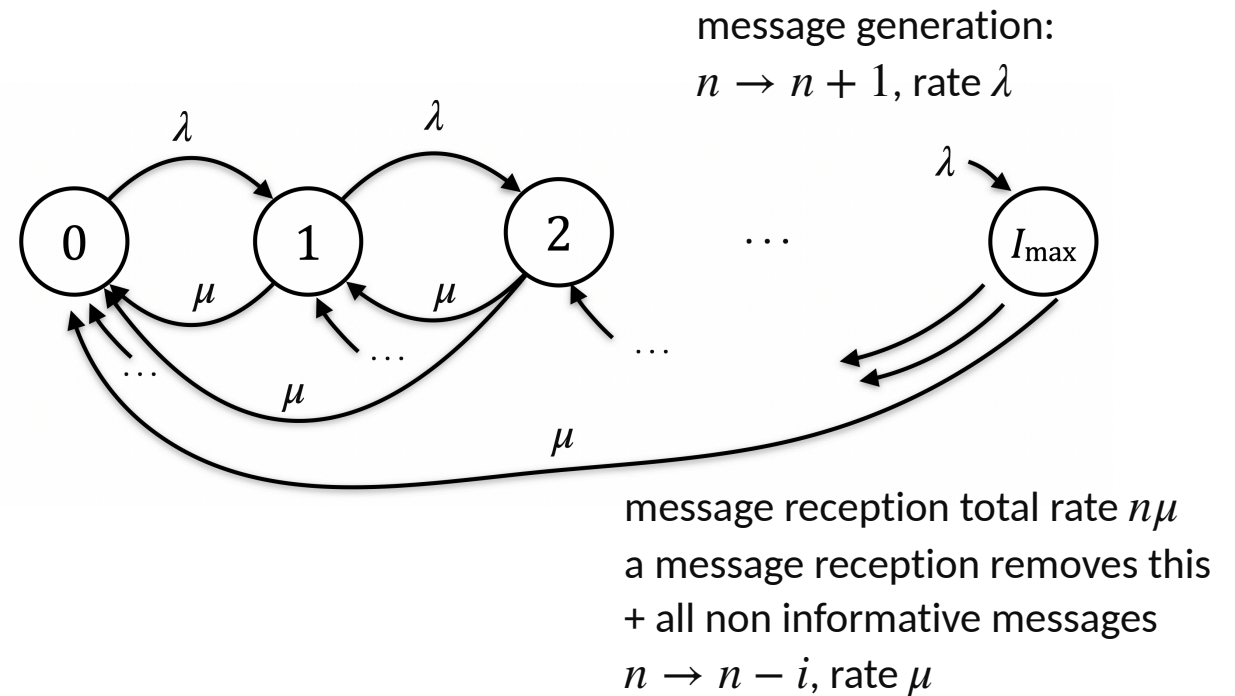 message generation:
n → n + 1, rate λ
λ
λ
λ
0
1
2
...
I_max
μ
μ
...
...
...
μ
μ
message reception total rate nμ
a message reception removes this
+ all non informative messages
n → n − i, rate μ